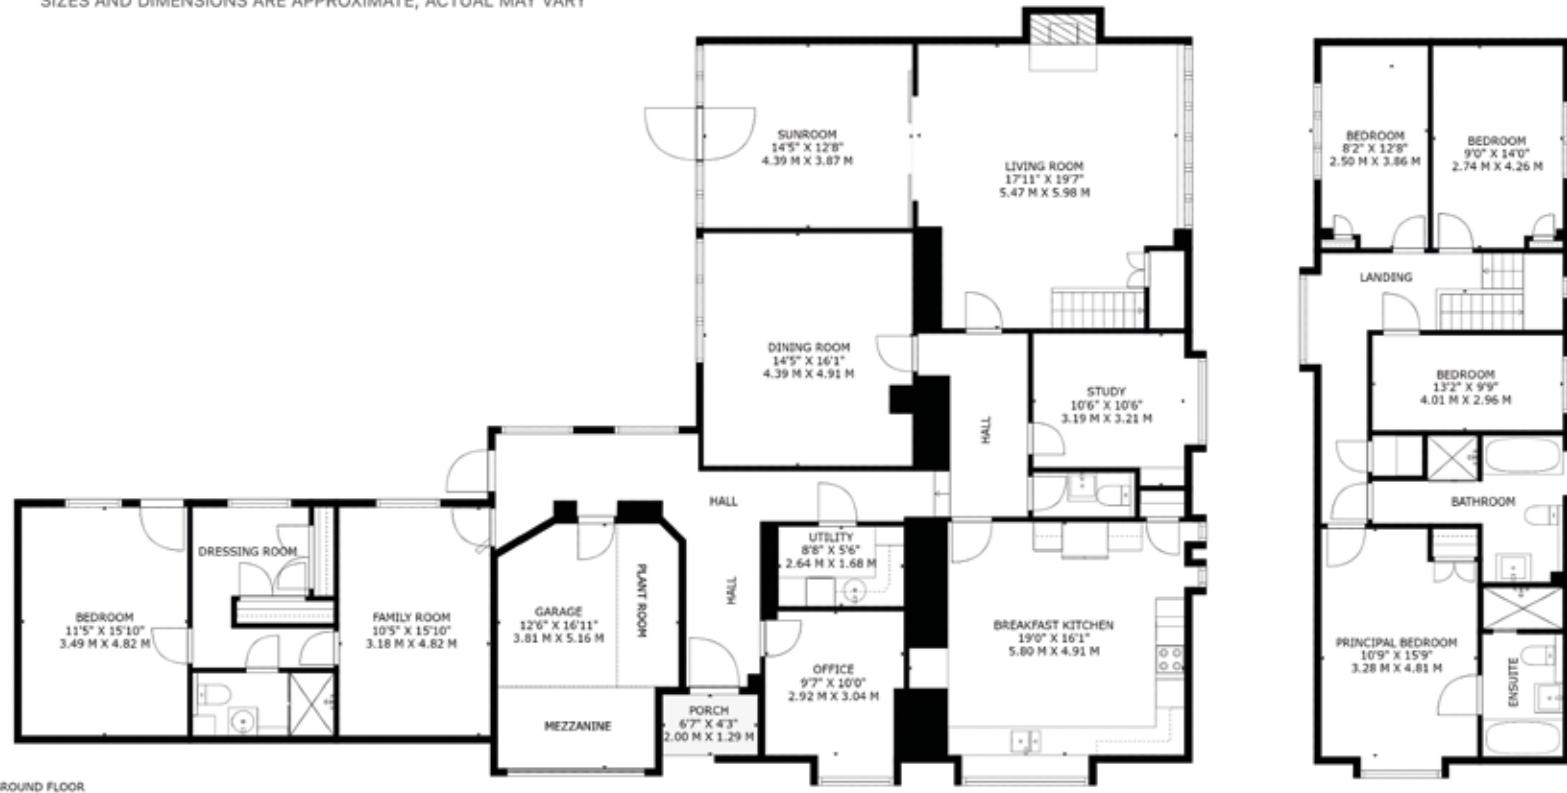 SIZES AND DIMENSIONS ARE APPROXIMATE, ACTUAL MAY VARY
SUNROOM
14'5" X 12'8"
4.39 M X 3.87 M
LIVING ROOM
17'11" X 19'7"
5.47 M X 5.98 M
DINING ROOM
14'5" X 16'1"
4.39 M X 4.91 M
STUDY
10'6" X 10'6"
3.19 M X 3.21 M
HALL
HALL
HALL
UTILITY
8'8" X 5'6"
2.64 M X 1.68 M
DRESSING ROOM
BEDROOM
11'5" X 15'10"
3.49 M X 4.82 M
FAMILY ROOM
10'5" X 15'10"
3.18 M X 4.82 M
GARAGE
12'6" X 16'11"
3.81 M X 5.16 M
PLANT ROOM
MEZZANINE
PORCH
6'7" X 4'3"
2.00 M X 1.29 M
OFFICE
9'7" X 10'0"
2.92 M X 3.04 M
BREAKFAST KITCHEN
19'0" X 16'1"
5.80 M X 4.91 M
ROUND FLOOR
BEDROOM
8'2" X 12'8"
2.50 M X 3.86 M
BEDROOM
9'0" X 14'0"
2.74 M X 4.26 M
LANDING
BEDROOM
13'2" X 9'9"
4.01 M X 2.96 M
BATHROOM
PRINCIPAL BEDROOM
10'9" X 15'9"
3.28 M X 4.81 M
ENSUITE